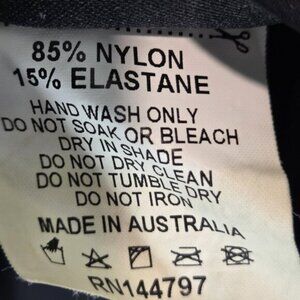 85% NYLON
15% ELASTANE
HAND WASH ONLY
DO NOT SOAK OR BLEACH
DRY IN SHADE
DO NOT DRY CLEAN
DO NOT TUMBLE DRY
DO NOT IRON
MADE IN AUSTRALIA
RN144797